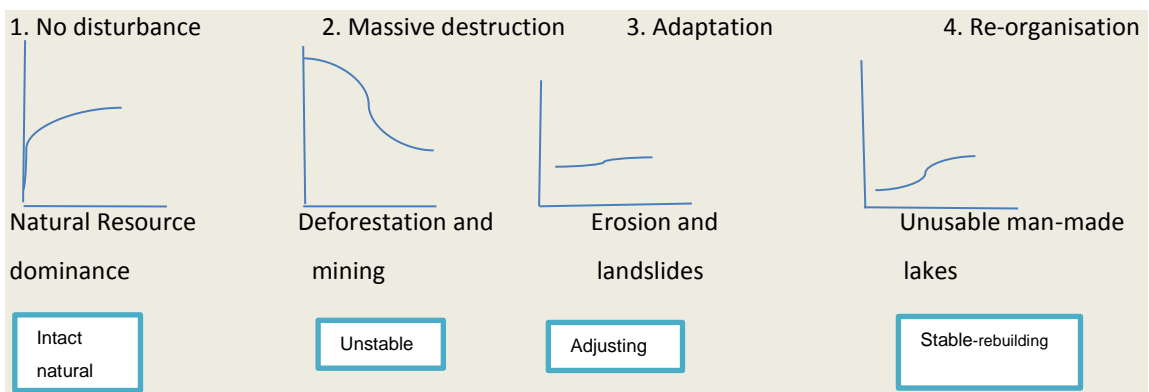 1. No disturbance
2. Massive destruction
3. Adaptation
4. Re-organisation
Natural Resource
dominance
Deforestation and
mining
Erosion and
landslides
Unusable man-made
lakes
Intact
natural
Unstable
Adjusting
Stable-rebuilding